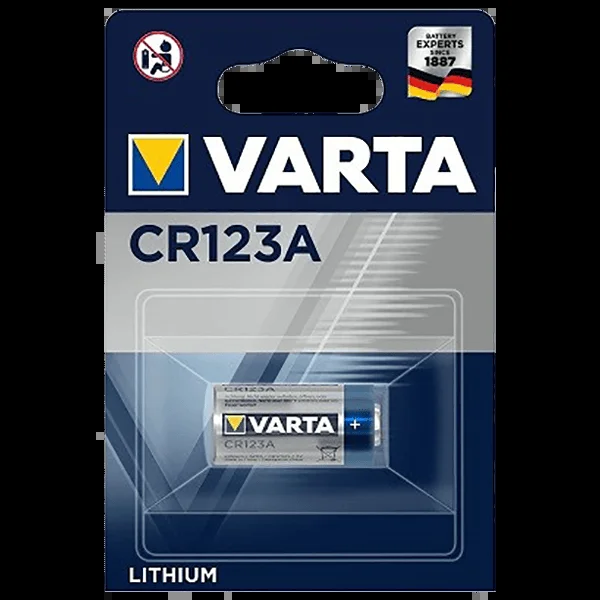 BATTERY
EXPERTS
SINCE
1887
VARTA
CR123A
CR123A
VARTA
+
CR123A
LITHIUM